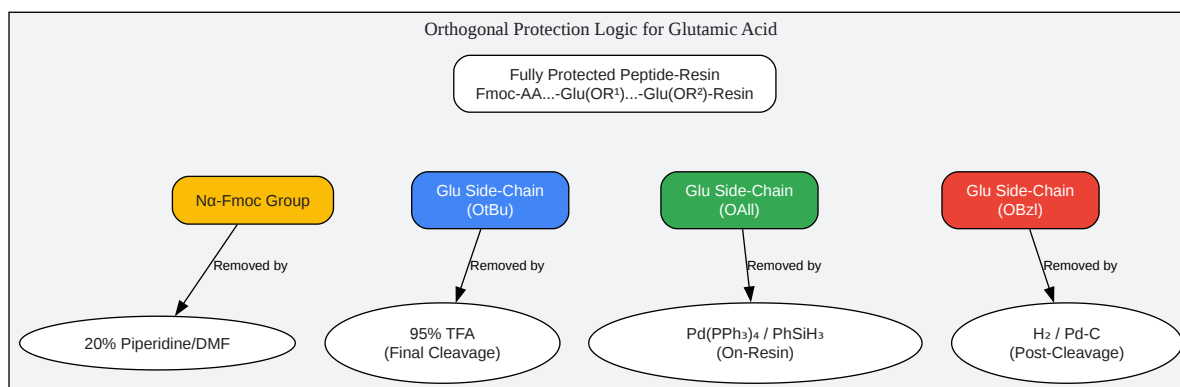 Orthogonal Protection Logic for Glutamic Acid
Fully Protected Peptide-Resin
Fmoc-AA...-Glu(OR¹)...-Glu(OR²)-Resin
Nα-Fmoc Group
Glu Side-Chain
(OtBu)
Glu Side-Chain
(OAll)
Glu Side-Chain
(OBzl)
Removed by
Removed by
Removed by
Removed by
20% Piperidine/DMF
95% TFA
(Final Cleavage)
Pd(PPh₃)₄ / PhSiH₃
(On-Resin)
H₂ / Pd-C
(Post-Cleavage)